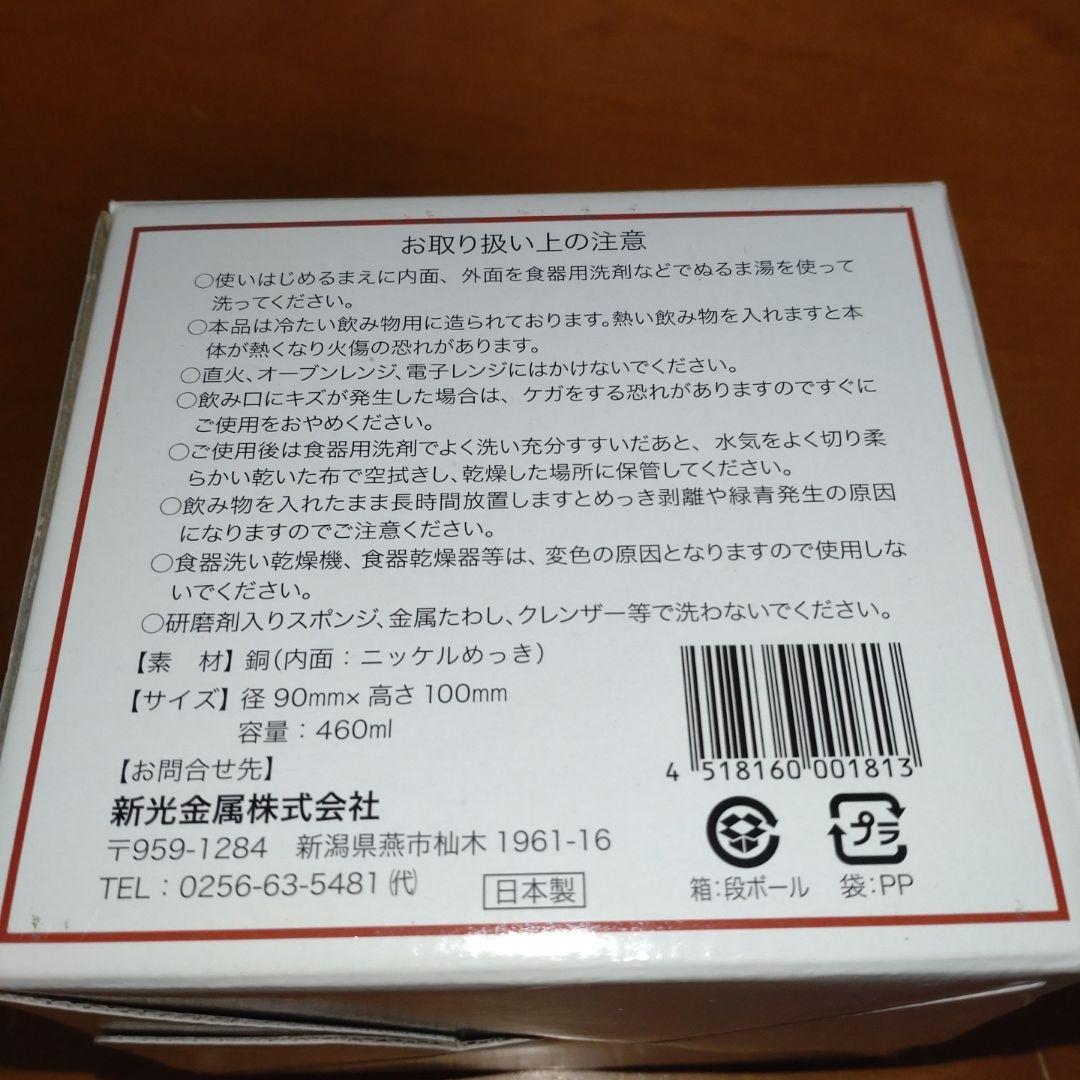 お取り扱い上の注意
○使いはじめるまえに内面、外面を食器用洗剤などでぬるま湯を使って
洗ってください。
○本品は冷たい飲み物用に造られております。熱い飲み物を入れますと本
体が熱くなり火傷の恐れがあります。
○直火、オーブンレンジ、電子レンジにはかけないでください。
○飲み口にキズが発生した場合は、ケガをする恐れがありますのですぐに
ご使用をおやめください。
○ご使用後は食器用洗剤でよく洗い充分すすいだあと、水気をよく切り柔
らかい乾いた布で空拭きし、乾燥した場所に保管してください。
○飲み物を入れたまま長時間放置しますとめっき剥離や緑青発生の原因
になりますのでご注意ください。
○食器洗い乾燥機、食器乾燥器等は、変色の原因となりますので使用しな
いでください。
○研磨剤入りスポンジ、金属たわし、クレンザー等で洗わないでください。
【素　材】銅(内面：ニッケルめっき)
【サイズ】径 90mm×高さ 100mm
容量：460ml
【お問合せ先】
新光金属株式会社
〒959-1284　新潟県燕市杣木 1961-16
TEL：0256-63-5481㈹
日本製
4 518160 001813
プラ
箱：段ボール
袋：PP